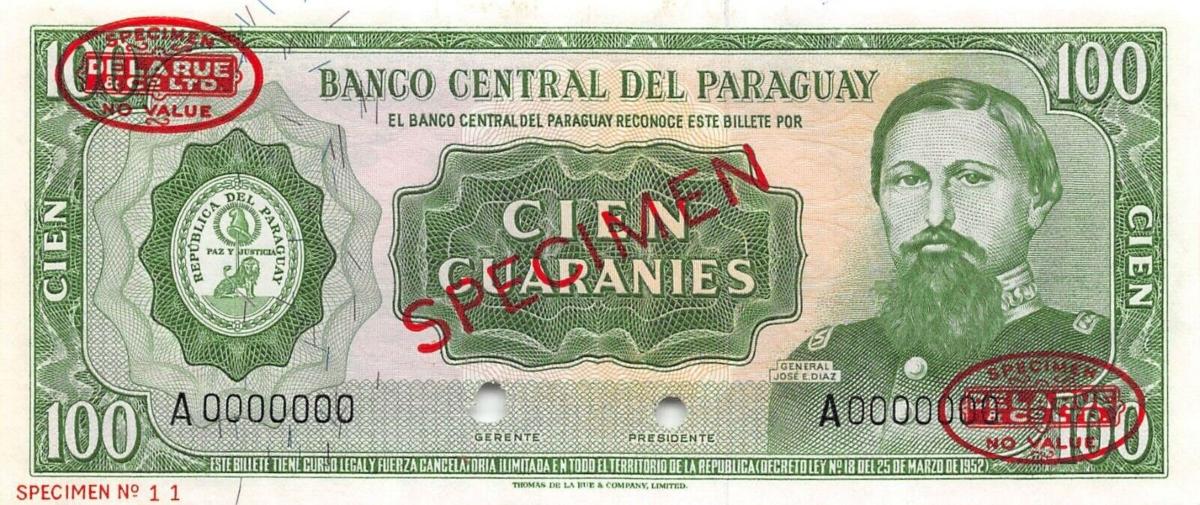 100
SPECIMEN
DE LA RUE
& Co LTD.
NO VALUE
BANCO CENTRAL DEL PARAGUAY
100
EL BANCO CENTRAL DEL PARAGUAY RECONOCE ESTE BILLETE POR
CIEN
REPUBLICA DEL PARAGUAY
PAZ Y JUSTICIA
CIEN
GUARANIES
SPECIMEN
CIEN
GENERAL
JOSÉ E. DIAZ
SPECIMEN
DE LA RUE
& Co LTD.
NO VALUE
100
A 0000000
A 0000000
100
GERENTE
PRESIDENTE
ESTE BILLETE TIENE CURSO LEGAL Y FUERZA CANCELATORIA ILIMITADA EN TODO EL TERRITORIO DE LA REPUBLICA (DECRETO LEY Nº 18 DEL 25 DE MARZO DE 1952)
THOMAS DE LA RUE & COMPANY, LIMITED.
SPECIMEN Nº 11